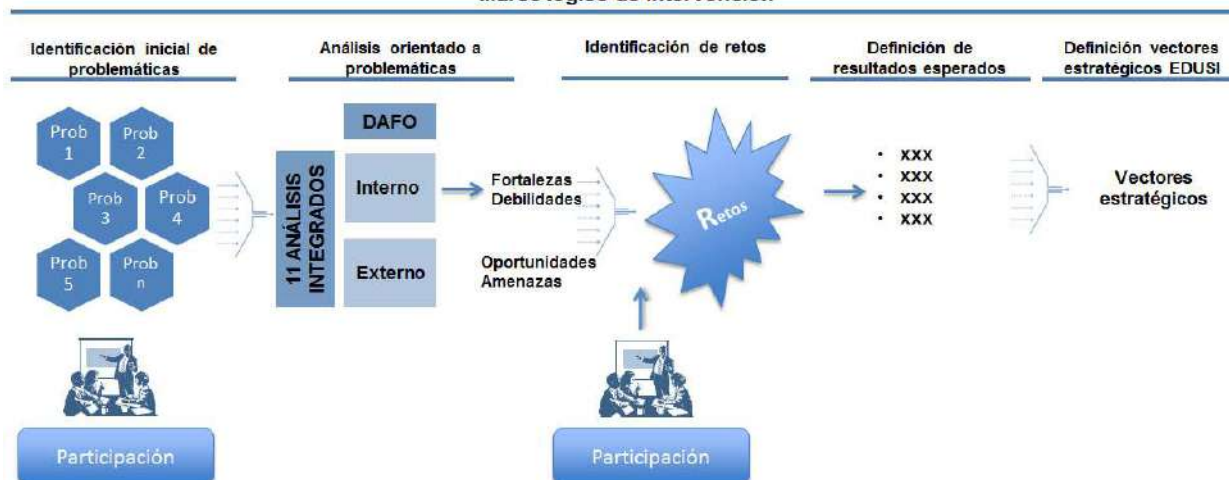 Identificación inicial de
problemáticas
Análisis orientado a
problemáticas
Identificación de retos
Definición de
resultados esperados
Definición vectores
estratégicos EDUSI
Prob
1
Prob
2
Prob
3
Prob
4
Prob
5
Prob
n
11 ANÁLISIS
INTEGRADOS
DAFO
Interno
Externo
Fortalezas
Debilidades
Oportunidades
Amenazas
Retos
• xxx
• xxx
• xxx
• xxx
Vectores
estratégicos
Participación
Participación